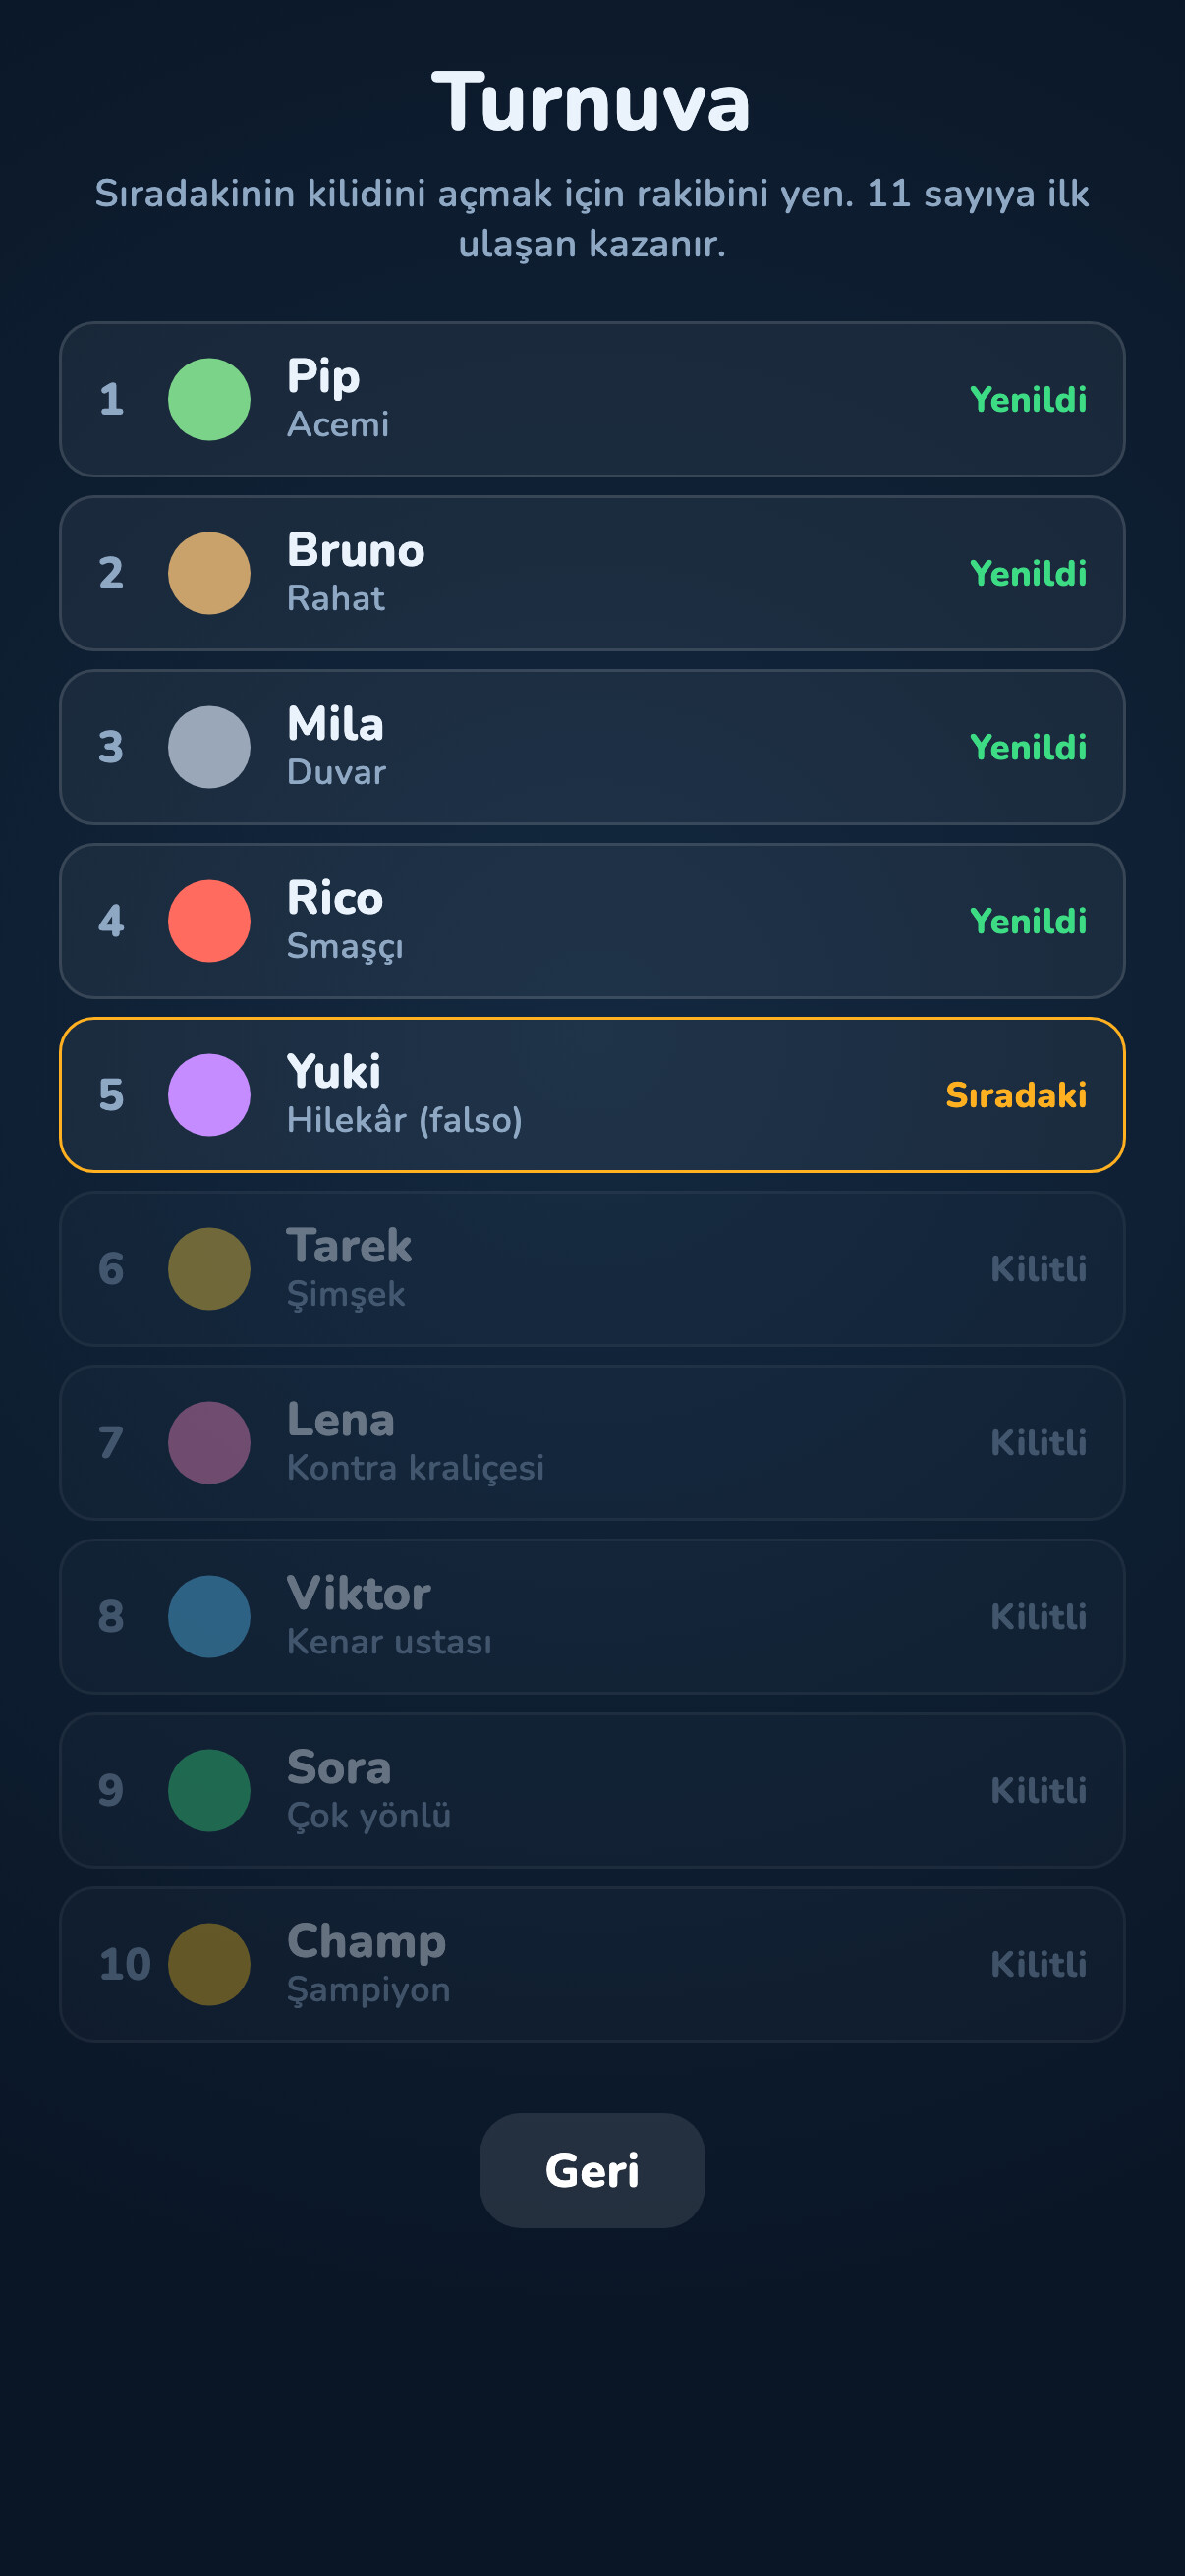 Turnuva
Sıradakinin kilidini açmak için rakibini yen. 11 sayıya ilk
ulaşan kazanır.
1
Pip
Acemi
Yenildi
2
Bruno
Rahat
Yenildi
3
Mila
Duvar
Yenildi
4
Rico
Smaşçı
Yenildi
5
Yuki
Hilekâr (falso)
Sıradaki
6
Tarek
Şimşek
Kilitli
7
Lena
Kontra kraliçesi
Kilitli
8
Viktor
Kenar ustası
Kilitli
9
Sora
Çok yönlü
Kilitli
10
Champ
Şampiyon
Kilitli
Geri